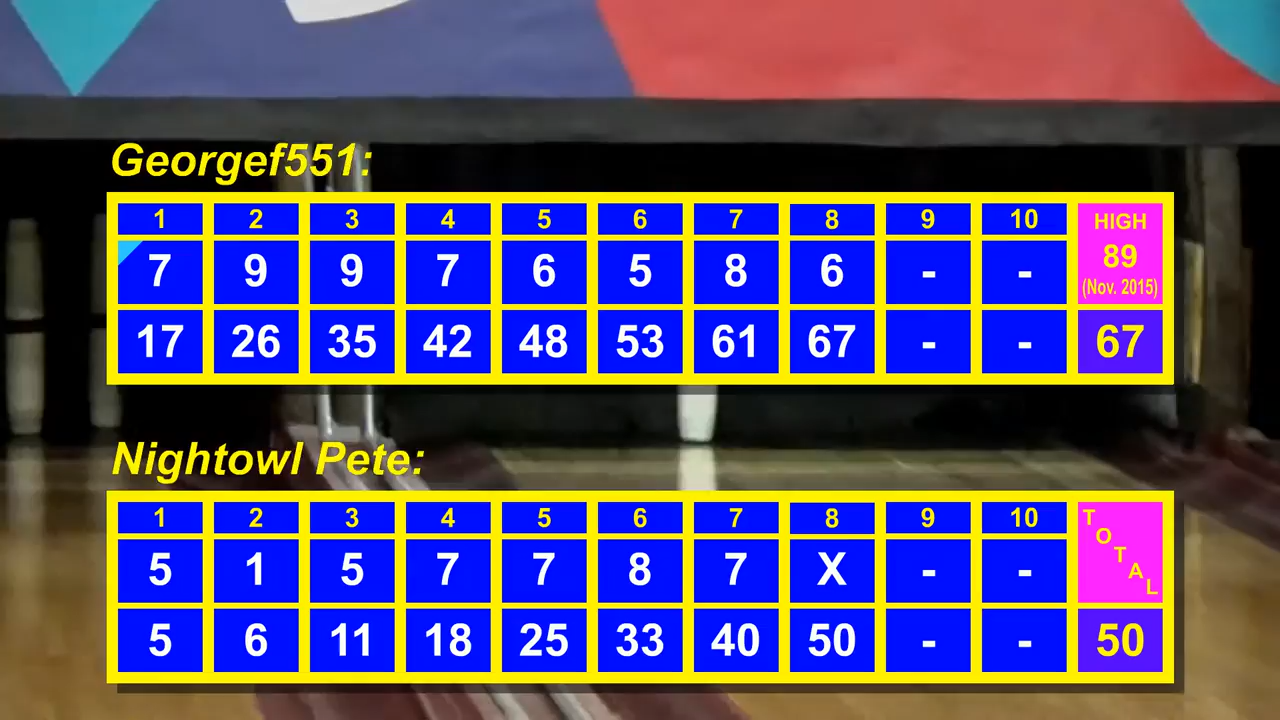 Georgef551:
1 2 3 4 5 6 7 8 9 10 HIGH
7 9 9 7 6 5 8 6 - - 89
(Nov. 2015)
17 26 35 42 48 53 61 67 - - 67
Nightowl Pete:
1 2 3 4 5 6 7 8 9 10 TOTAL
5 1 5 7 7 8 7 X - -
5 6 11 18 25 33 40 50 - - 50